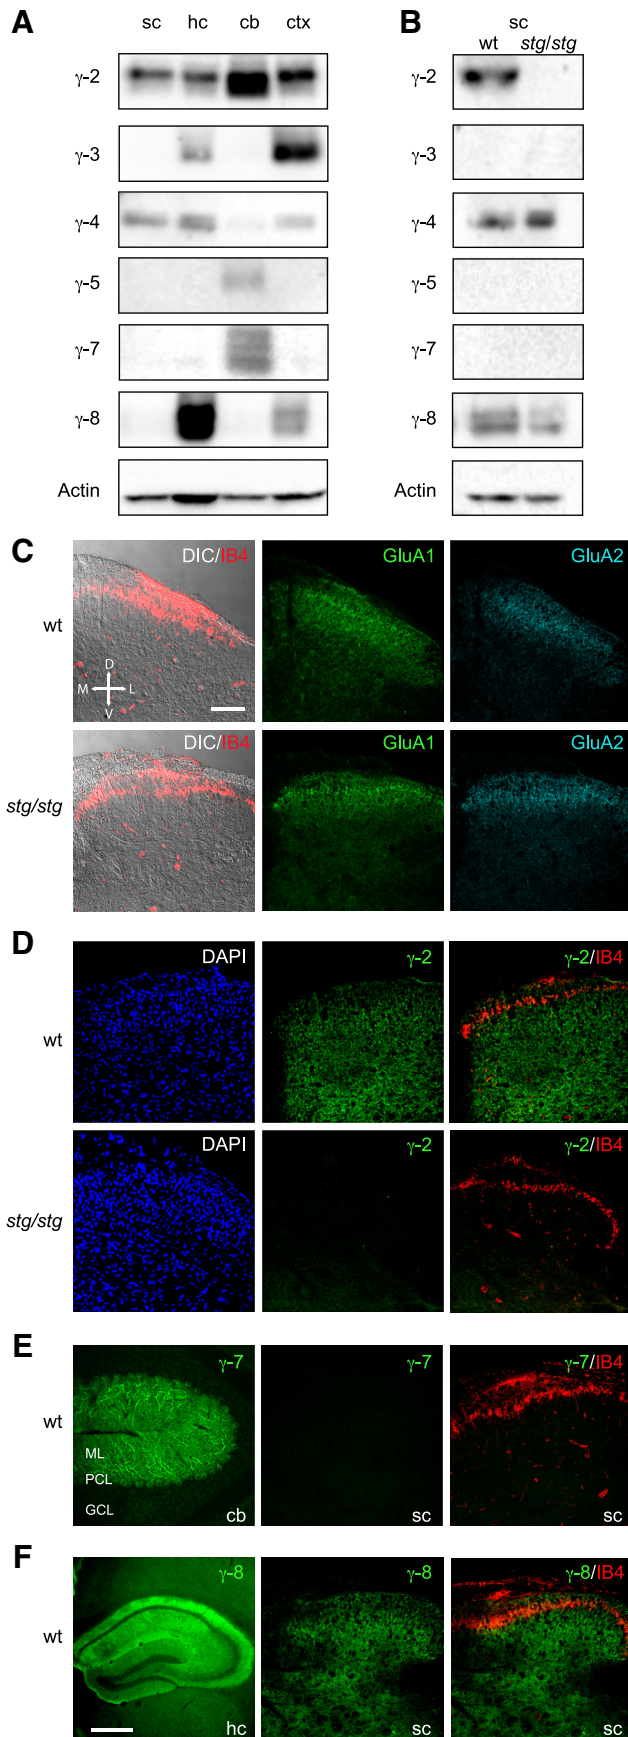 A B
sc hc cb ctx sc
wt stg/stg
γ-2 γ-2
γ-3 γ-3
γ-4 γ-4
γ-5 γ-5
γ-7 γ-7
γ-8 γ-8
Actin Actin
C
DIC/IB4 GluA1 GluA2
wt
D
M L
V
DIC/IB4 GluA1 GluA2
stg/stg
D
DAPI γ-2 γ-2/IB4
wt
DAPI γ-2 γ-2/IB4
stg/stg
E
γ-7 γ-7 γ-7/IB4
wt
ML
PCL
GCL
cb sc sc
F
γ-8 γ-8 γ-8/IB4
wt
hc sc sc